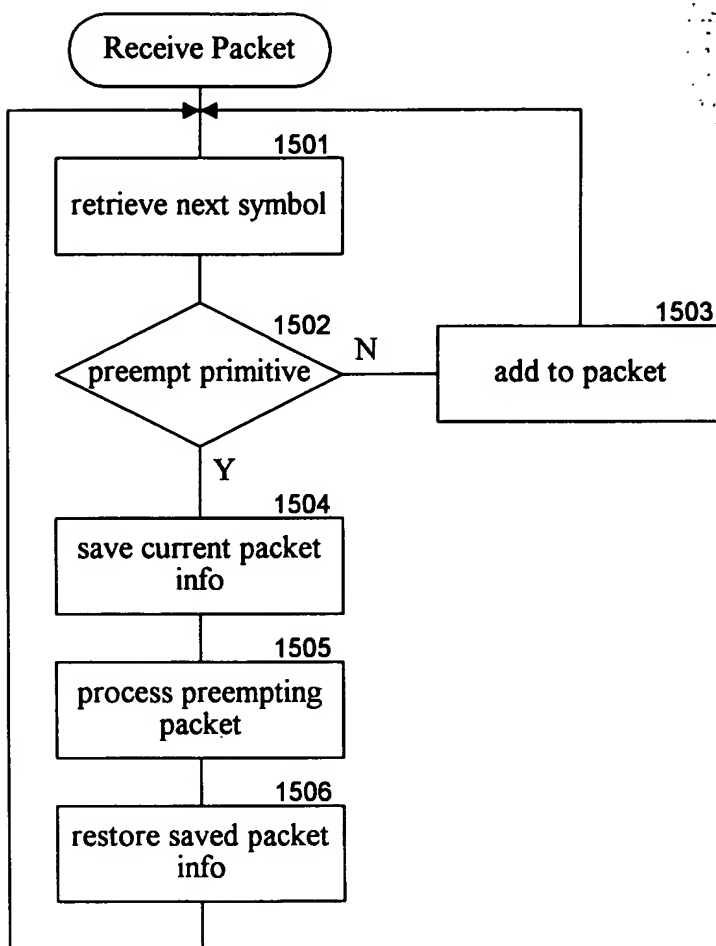 Receive Packet
1501
retrieve next symbol
1502
preempt primitive
N
1503
add to packet
Y
1504
save current packet
info
1505
process preempting
packet
1506
restore saved packet
info